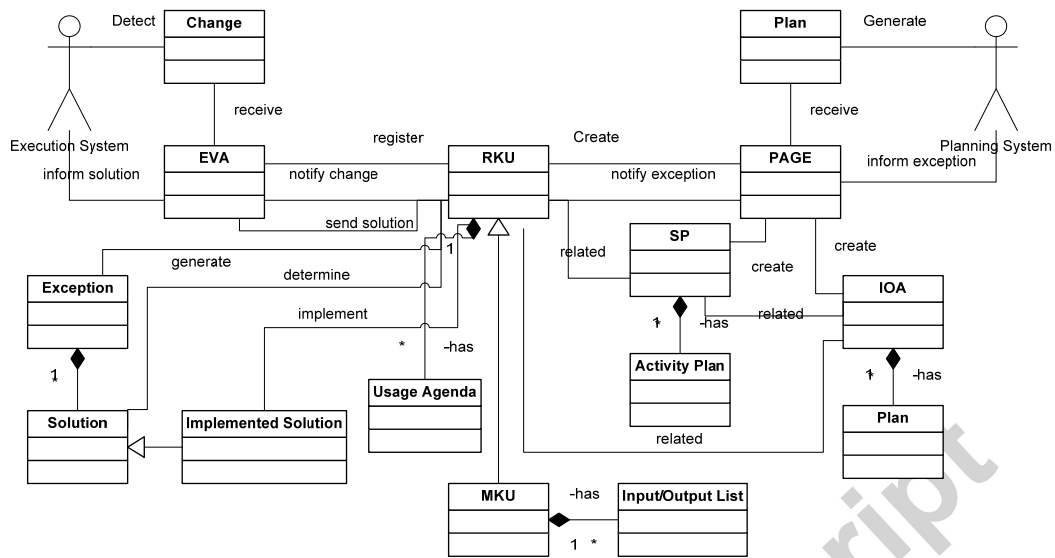 Detect
Change
Plan
Generate
receive
receive
Execution System
register
Create
Planning System
EVA
RKU
PAGE
inform exception
inform solution
notify change
notify exception
send solution
SP
1
related
create
generate
create
determine
Exception
IOA
implement
1
*
-has
related
1
*
*
-has
Activity Plan
1
*
-has
Usage Agenda
Solution
Implemented Solution
Plan
related
MKU
-has
Input/Output List
1
*
ript